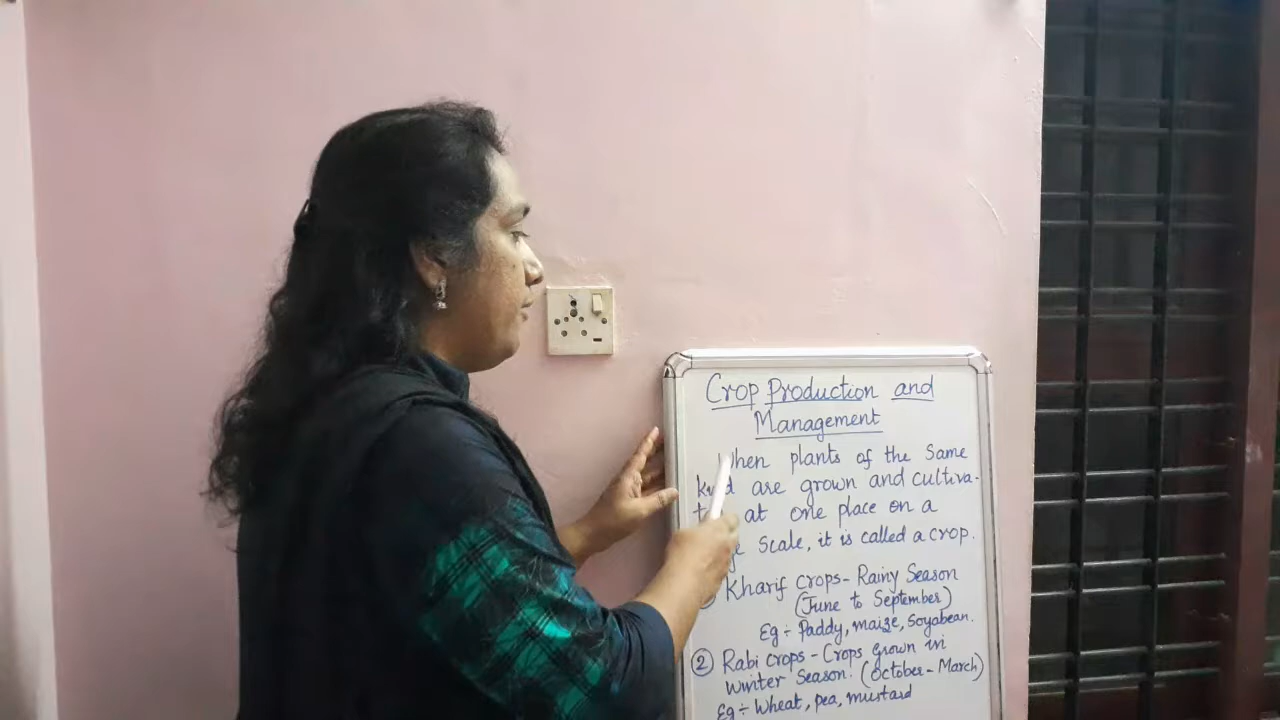 Crop Production and
Management
When plants of the Same
are grown and cultiva-
at one place on a
Scale, it is called a crop.
Kharif crops - Rainy Season
(June to September)
Eg ÷ Paddy, maize, Soyabean.
② Rabi crops - Crops grown in
Winter Season. (October - March)
Eg ÷ Wheat, pea, mustard